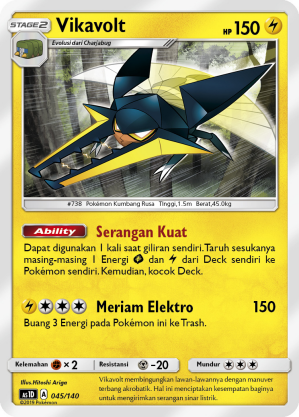 STAGE2 Vikavolt HP 150
Evolusi dari Charjabug
#738 Pokémon Kumbang Rusa Tinggi,1.5m Berat,45.0kg
Ability Serangan Kuat
Dapat digunakan 1 kali saat giliran sendiri. Taruh sesukanya
masing-masing 1 Energi dan dari Deck sendiri ke
Pokémon sendiri. Kemudian, kocok Deck.
Meriam Elektro 150
Buang 3 Energi pada Pokémon ini ke Trash.
Kelemahan × 2 Resistansi -20 Mundur
Illus. Hitoshi Ariga
AS1D A 045/140
©2019 Pokémon
Vikavolt membingungkan lawan-lawannya dengan manuver
terbang akrobatik. Hal ini menciptakan kesempatan baginya
untuk menembakkan sinar listrik.